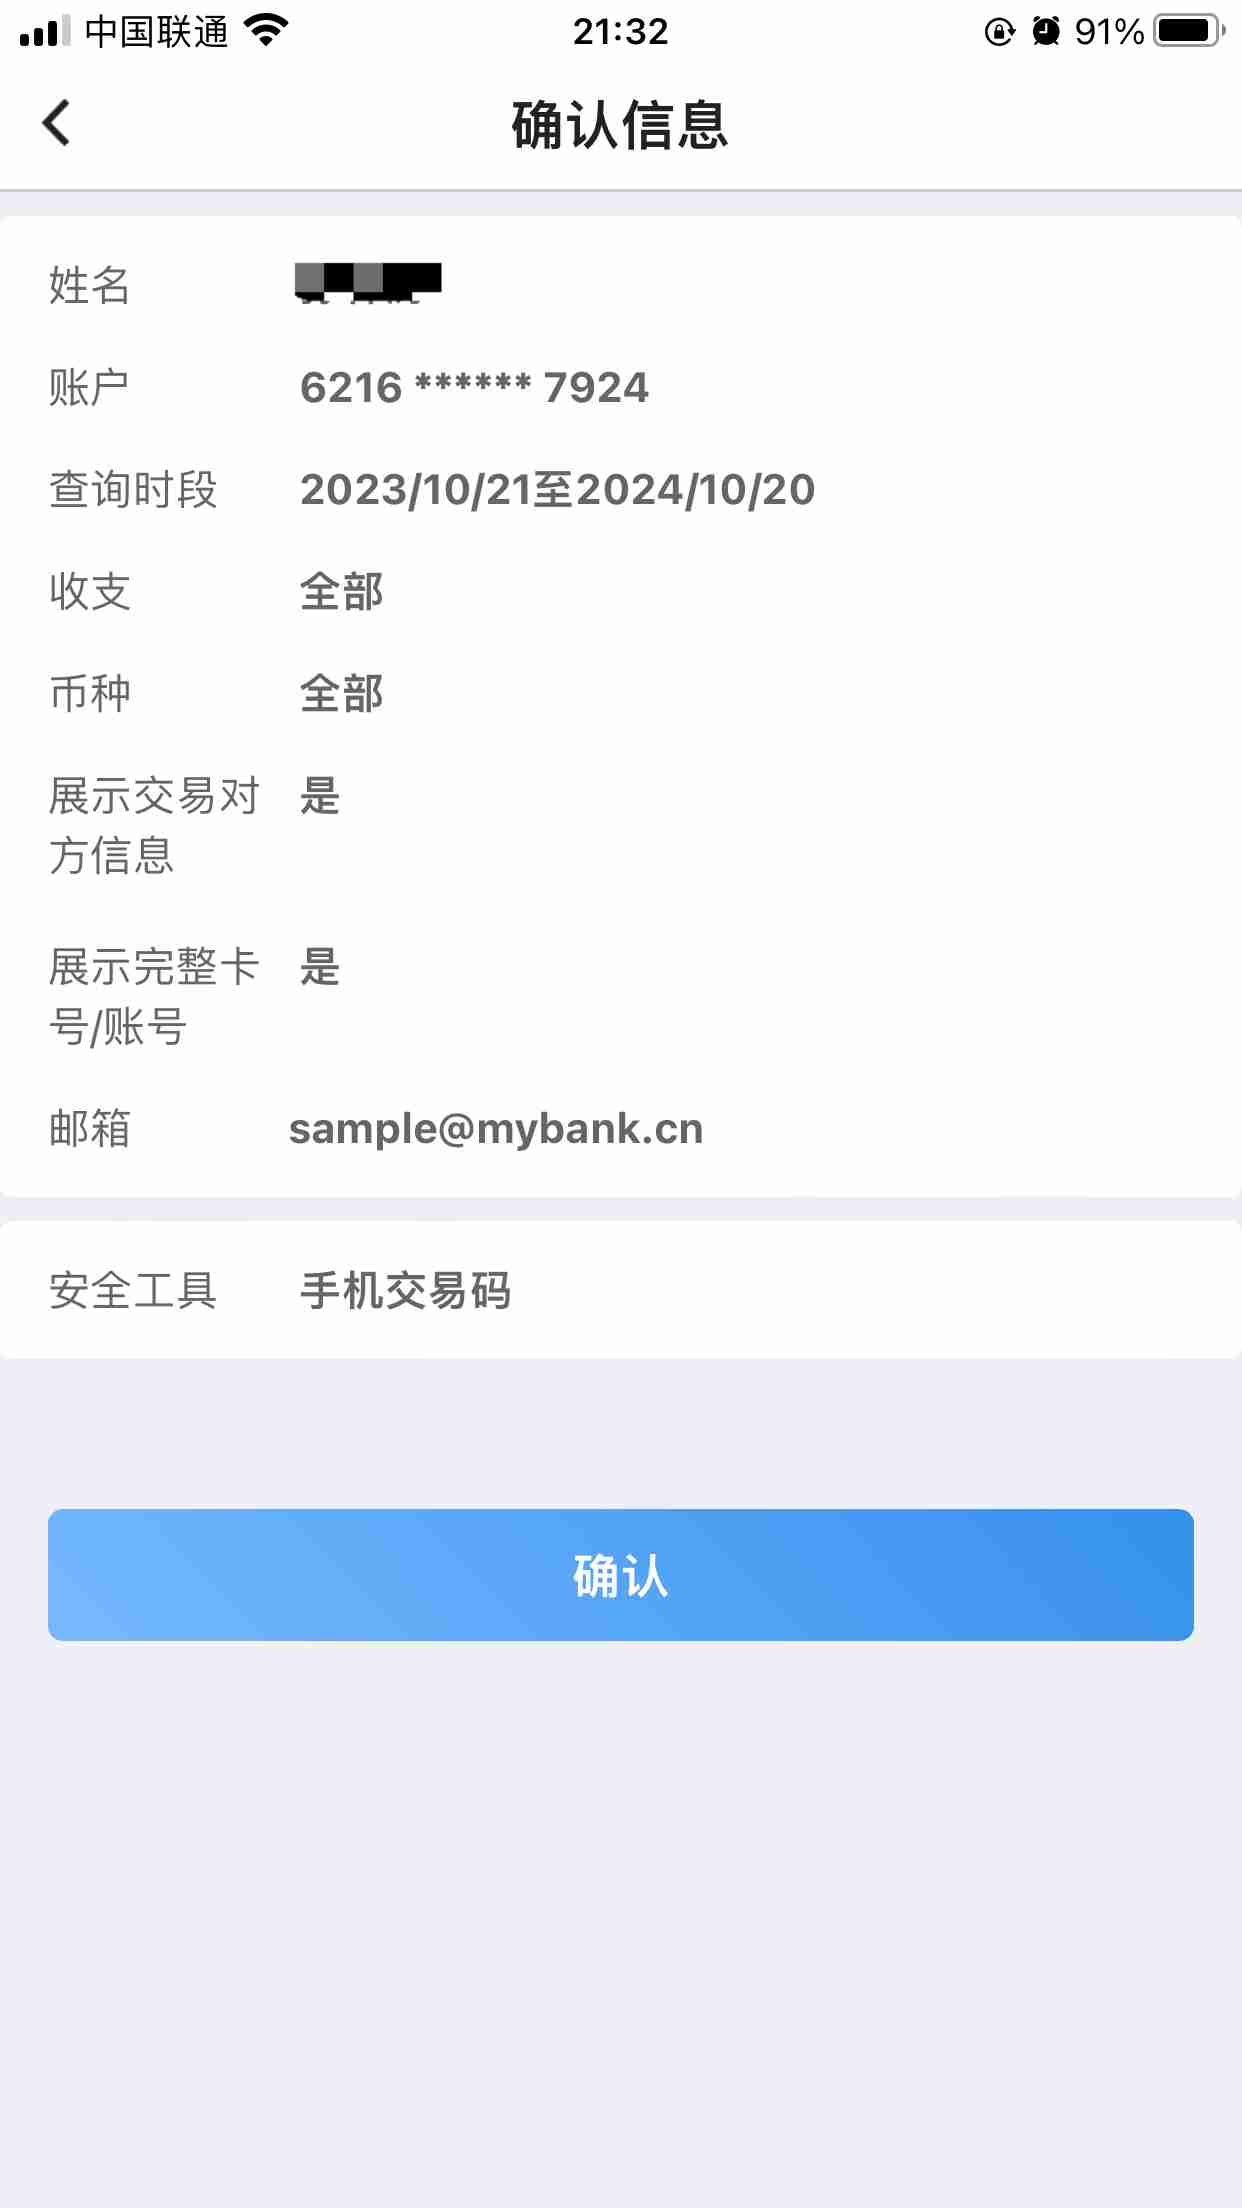 中国联通
21:32
91%
确认信息
姓名
账户
6216 ****** 7924
查询时段
2023/10/21至2024/10/20
收支
全部
币种
全部
展示交易对
方信息
是
展示完整卡
号/账号
是
邮箱
sample@mybank.cn
安全工具
手机交易码
确认